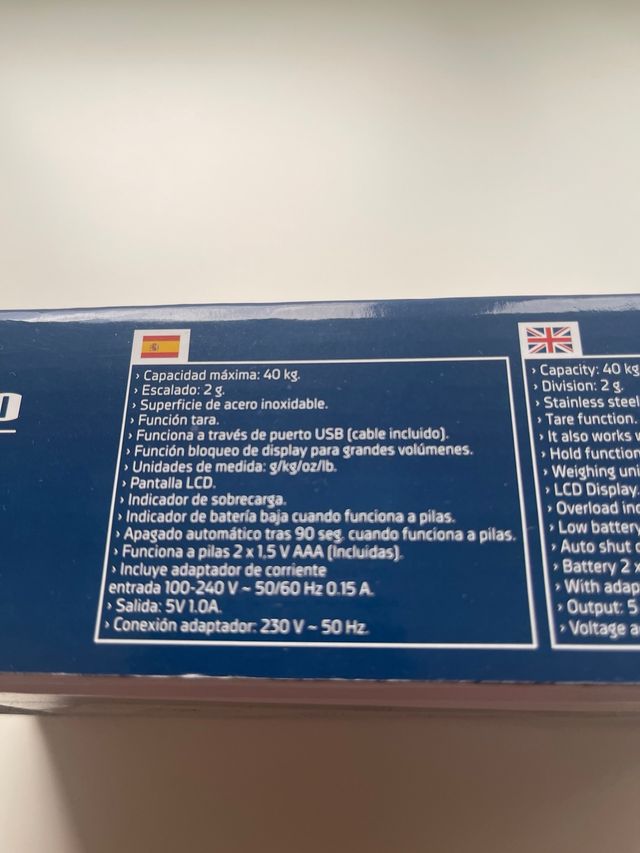 › Capacidad máxima: 40 kg.
› Escalado: 2 g.
› Superficie de acero inoxidable.
› Función tara.
› Funciona a través de puerto USB (cable incluido).
› Función bloqueo de display para grandes volúmenes.
› Unidades de medida: g/kg/oz/lb.
› Pantalla LCD.
› Indicador de sobrecarga.
› Indicador de batería baja cuando funciona a pilas.
› Apagado automático tras 90 seg. cuando funciona a pilas.
› Funciona a pilas 2 x 1,5 V AAA (Incluidas).
› Incluye adaptador de corriente
entrada 100-240 V ~ 50/60 Hz 0.15 A.
› Salida: 5V 1.0A.
› Conexión adaptador: 230 V ~ 50 Hz.
› Capacity: 40 kg
› Division: 2 g.
› Stainless steel
› Tare function.
› It also works
› Hold function
› Weighing
› LCD Display.
› Overload
› Low battery
› Auto shut
› Battery 2 x
› With
› Output: 5
› Voltage